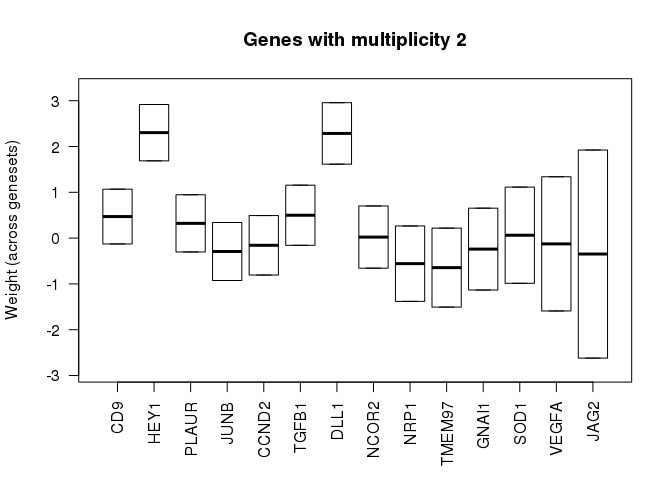 Genes with multiplicity 2
Weight (across genesets)
3
2
1
0
-1
-2
-3
CD9
HEY1
PLAUR
JUNB
CCND2
TGFB1
DLL1
NCOR2
NRP1
TMEM97
GNAI1
SOD1
VEGFA
JAG2